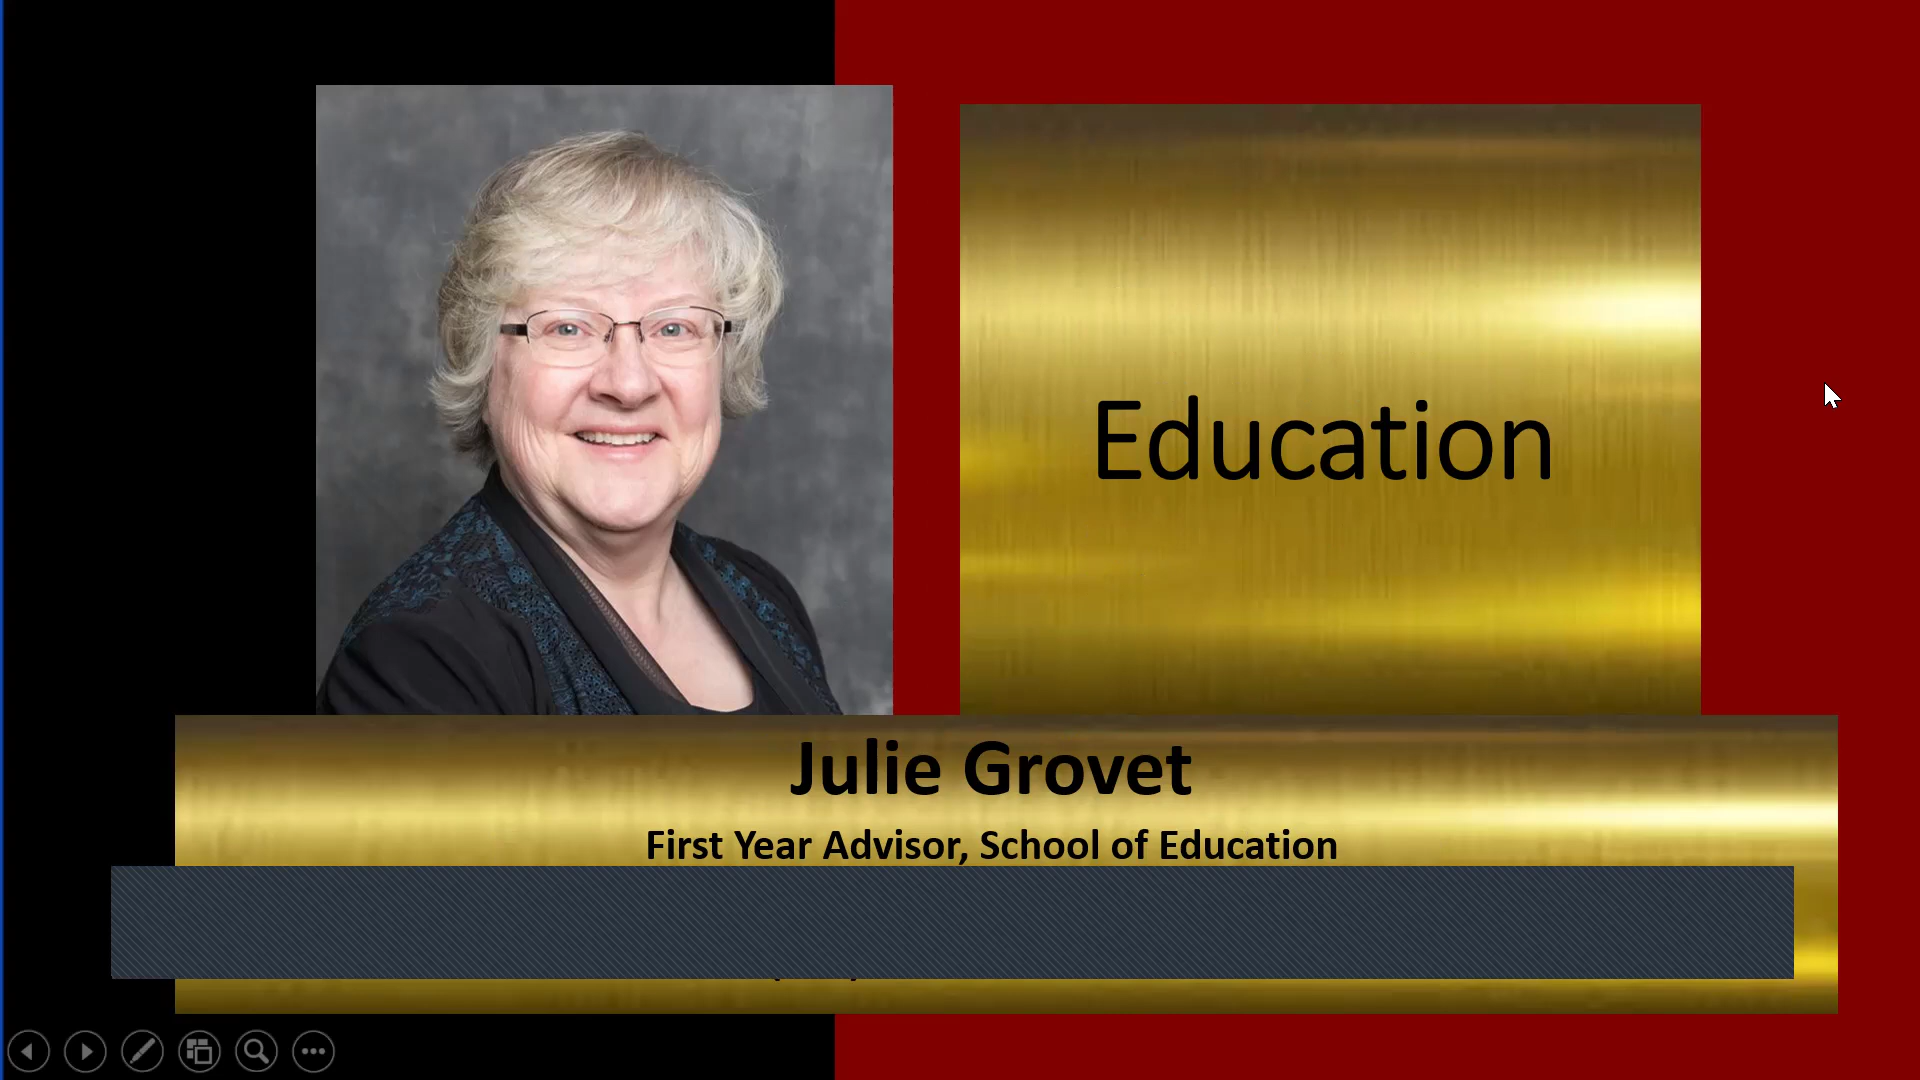 Education
Julie Grovet
First Year Advisor, School of Education